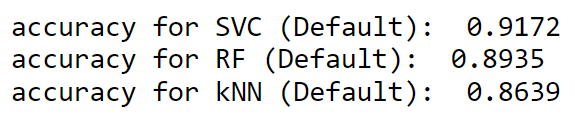 accuracy for SVC (Default):  0.9172
accuracy for RF (Default):  0.8935
accuracy for kNN (Default):  0.8639